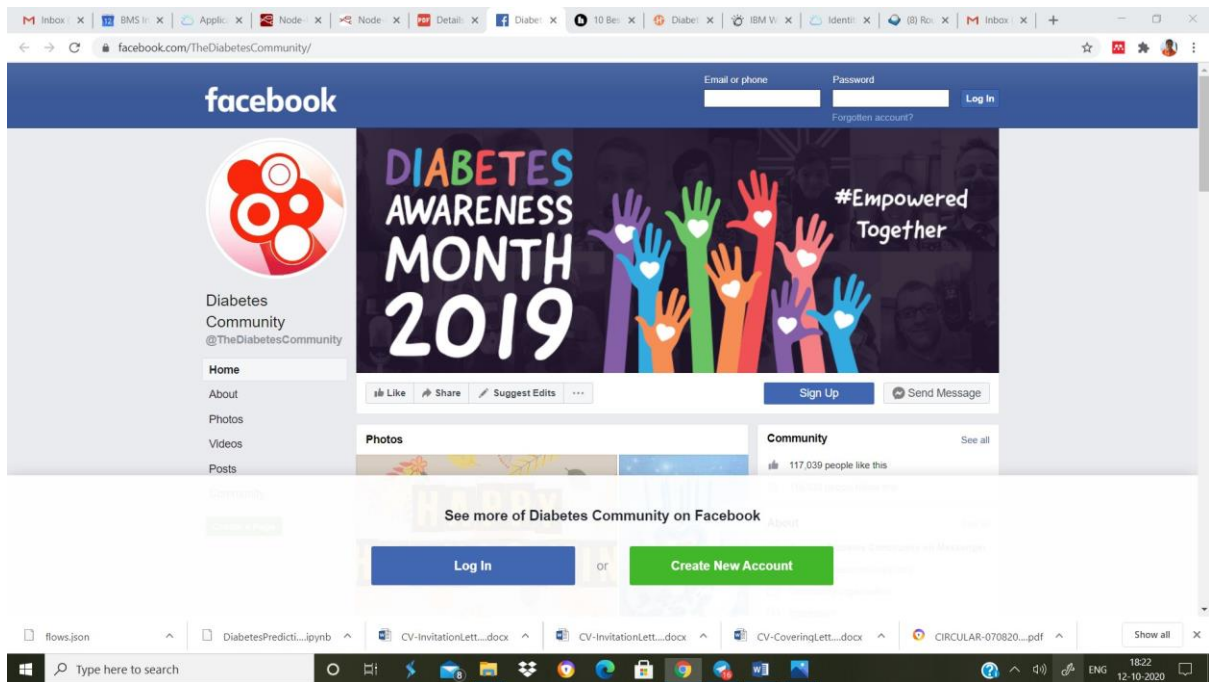 Inbox (
12
BMS In
Applic
Node-
Node-
PDF
Detail
Diabet
10 Bes
Diabet
IBM W
Identit
(8) Ro
Inbox (
facebook.com/TheDiabetesCommunity/
facebook
Email or phone
Password
Log In
Forgotten account?
DIABETES
AWARENESS
MONTH
2019
#Empowered
Together
Diabetes
Community
@TheDiabetesCommunity
Home
About
Photos
Videos
Posts
Like
Share
Suggest Edits
Sign Up
Send Message
Photos
Community
See all
117,039 people like this
See more of Diabetes Community on Facebook
Log In
or
Create New Account
flows.json
DiabetesPredicti....ipynb
CV-InvitationLett....docx
CV-InvitationLett....docx
CV-CoveringLett....docx
CIRCULAR-070820....pdf
Show all
Type here to search
ENG
18:22
12-10-2020